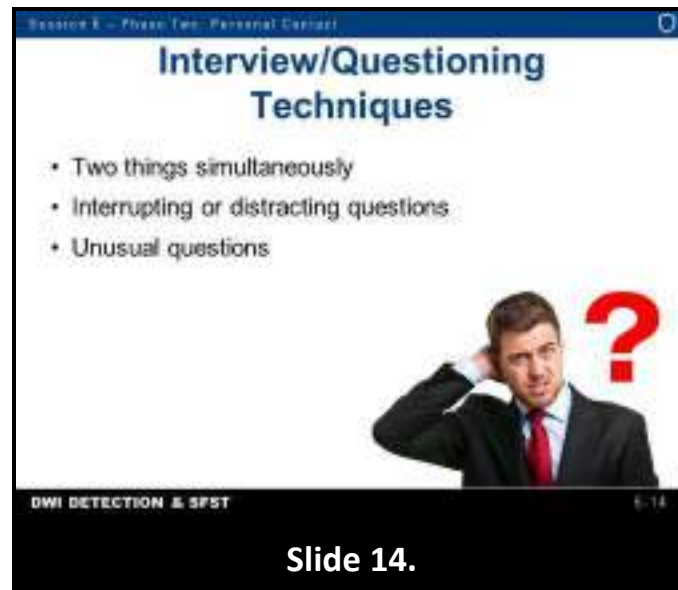 Session 6 – Phase Two: Personal Contact
Interview/Questioning
Techniques
• Two things simultaneously
• Interrupting or distracting questions
• Unusual questions
?
DWI DETECTION & SFST
6-14
Slide 14.